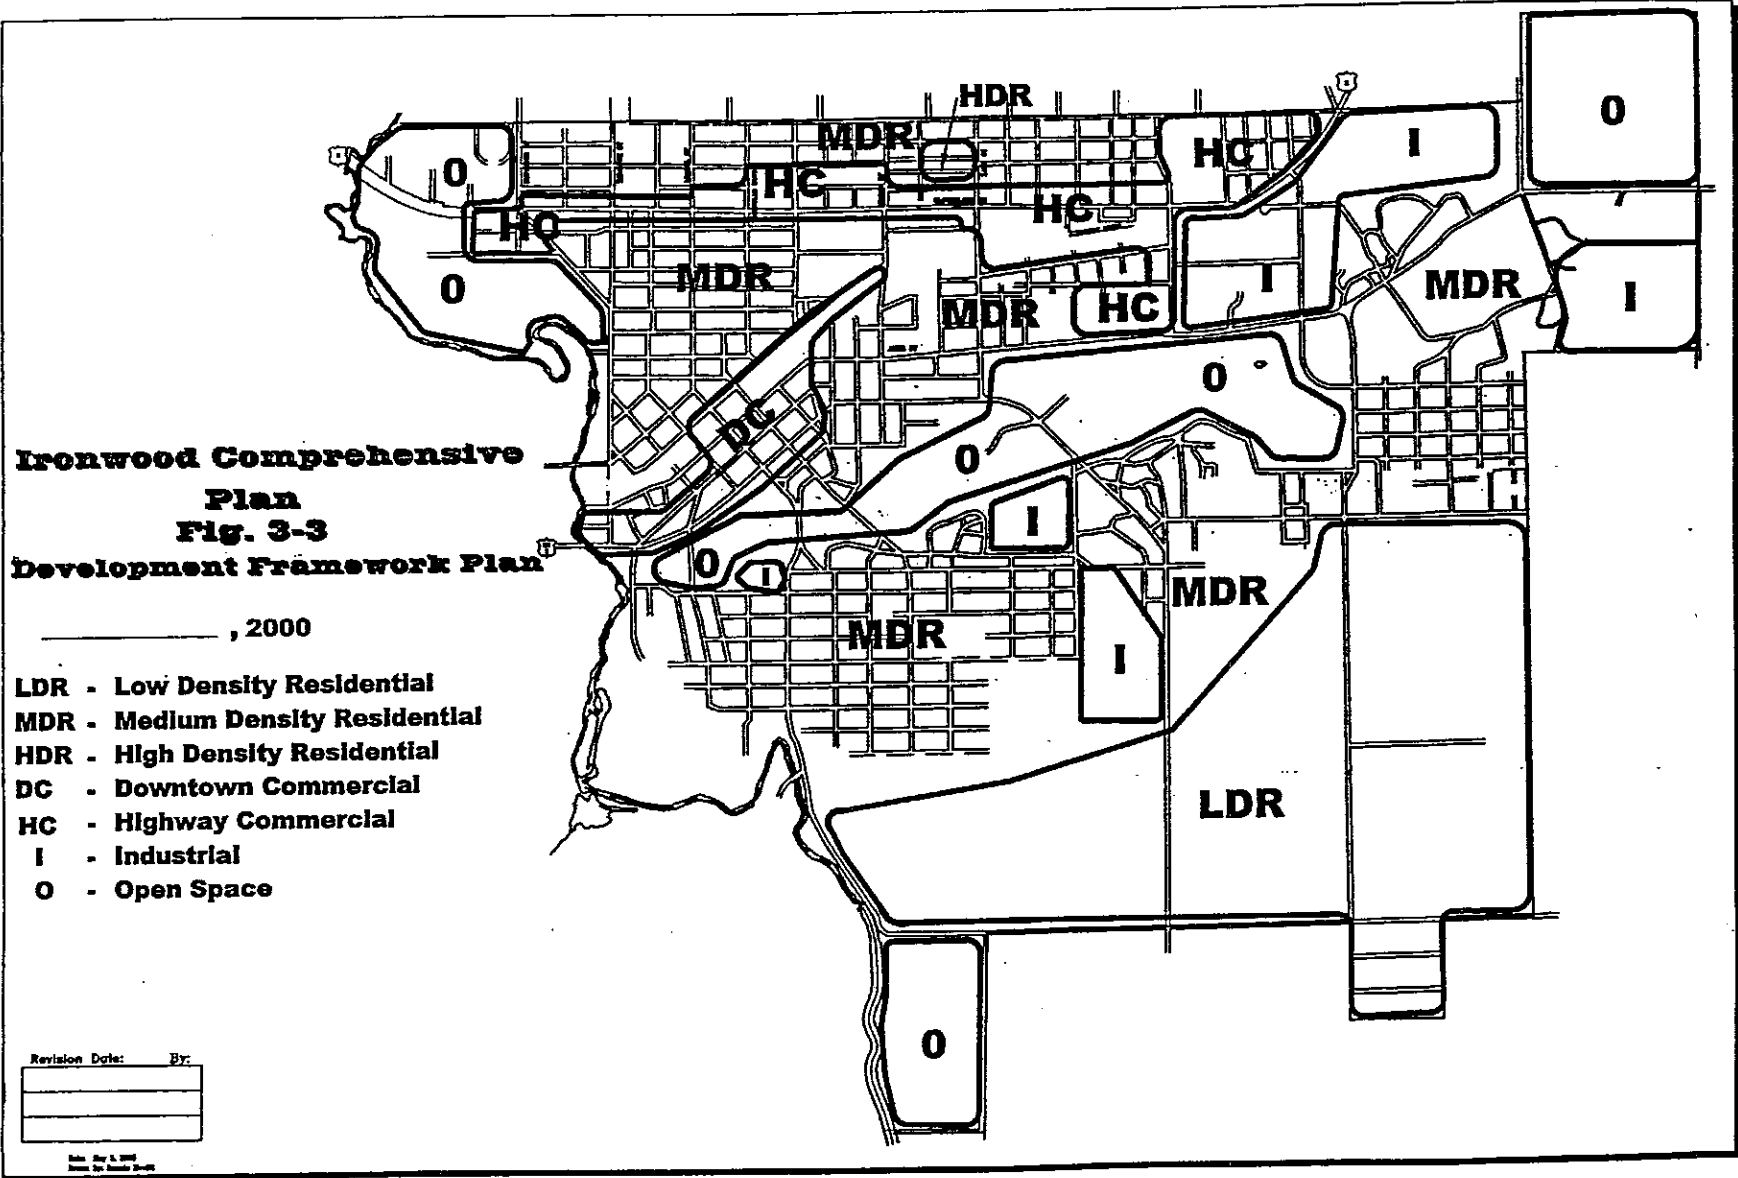 HDR
MDR
HC
I
O
O
HC
HC
HC
MDR
MDR
HC
I
MDR
I
O
O
DC
O
Ironwood Comprehensive
Plan
Fig. 3-3
Development Framework Plan
I
O
I
MDR
MDR
I
, 2000
LDR - Low Density Residential
MDR - Medium Density Residential
HDR - High Density Residential
DC - Downtown Commercial
HC - Highway Commercial
I - Industrial
O - Open Space
LDR
O
Revision Date: By: